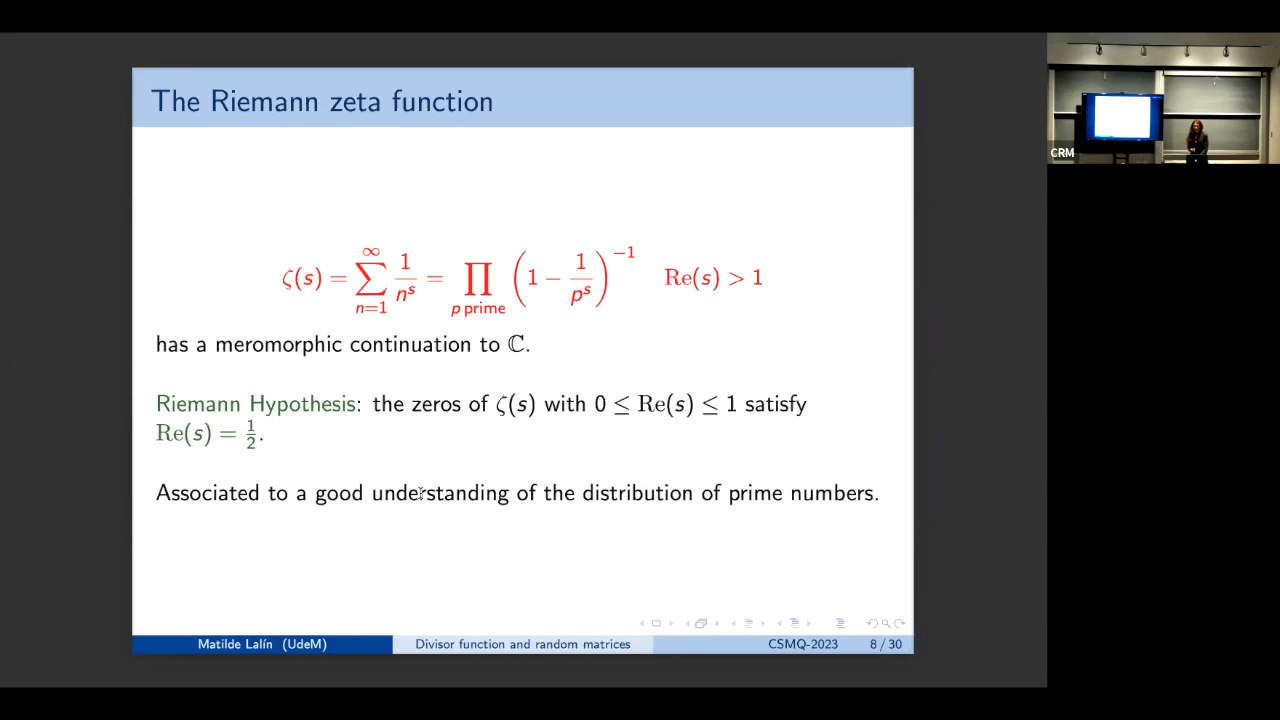 The Riemann zeta function
ζ(s) = ∑_{n=1}^{∞} 1/n^s = ∏_{p prime} (1 − 1/p^s)^{−1} Re(s) > 1
has a meromorphic continuation to ℂ.
Riemann Hypothesis: the zeros of ζ(s) with 0 ≤ Re(s) ≤ 1 satisfy
Re(s) = 1/2.
Associated to a good understanding of the distribution of prime numbers.
Matilde Lalín (UdeM) Divisor function and random matrices CSMQ-2023 8 / 30
CRM